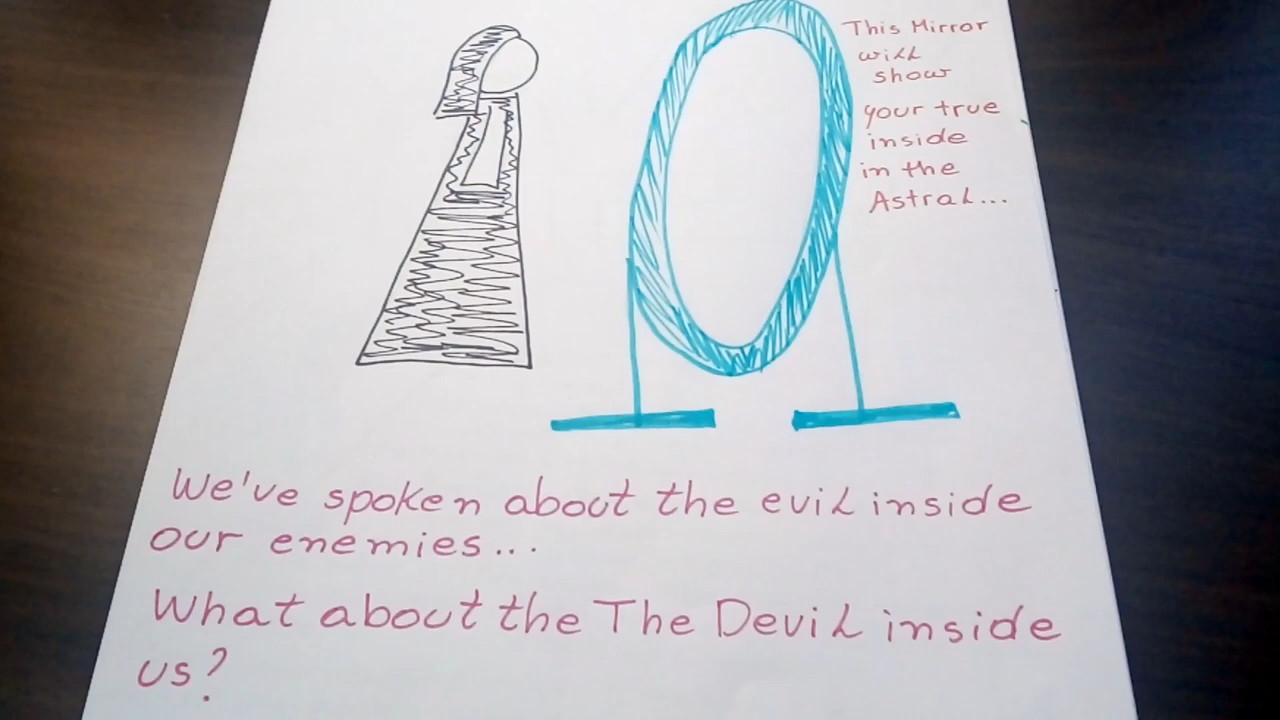 This Mirror
will
show
your true
inside
in the
Astral...
We've spoken about the evil inside
our enemies...
What about the The Devil inside
us?